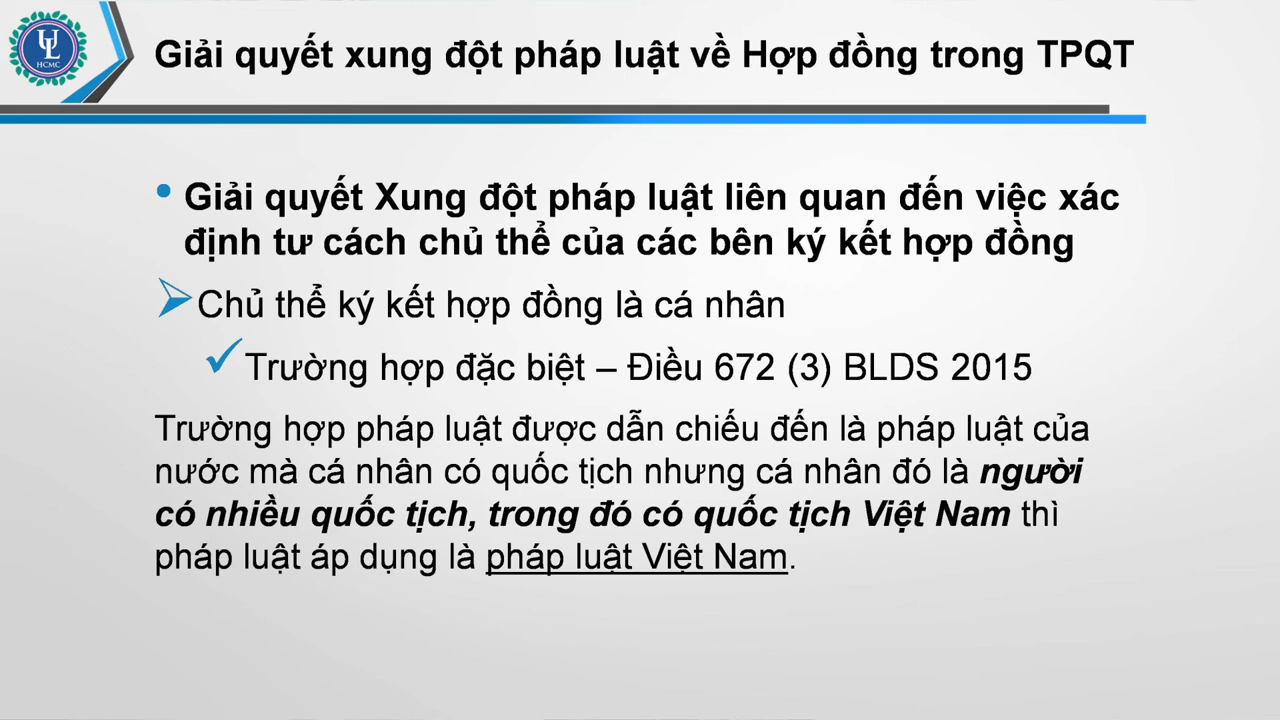 UL
HCMC
Giải quyết xung đột pháp luật về Hợp đồng trong TPQT
• Giải quyết Xung đột pháp luật liên quan đến việc xác
định tư cách chủ thể của các bên ký kết hợp đồng
Chủ thể ký kết hợp đồng là cá nhân
Trường hợp đặc biệt – Điều 672 (3) BLDS 2015
Trường hợp pháp luật được dẫn chiếu đến là pháp luật của
nước mà cá nhân có quốc tịch nhưng cá nhân đó là người
có nhiều quốc tịch, trong đó có quốc tịch Việt Nam thì
pháp luật áp dụng là pháp luật Việt Nam.